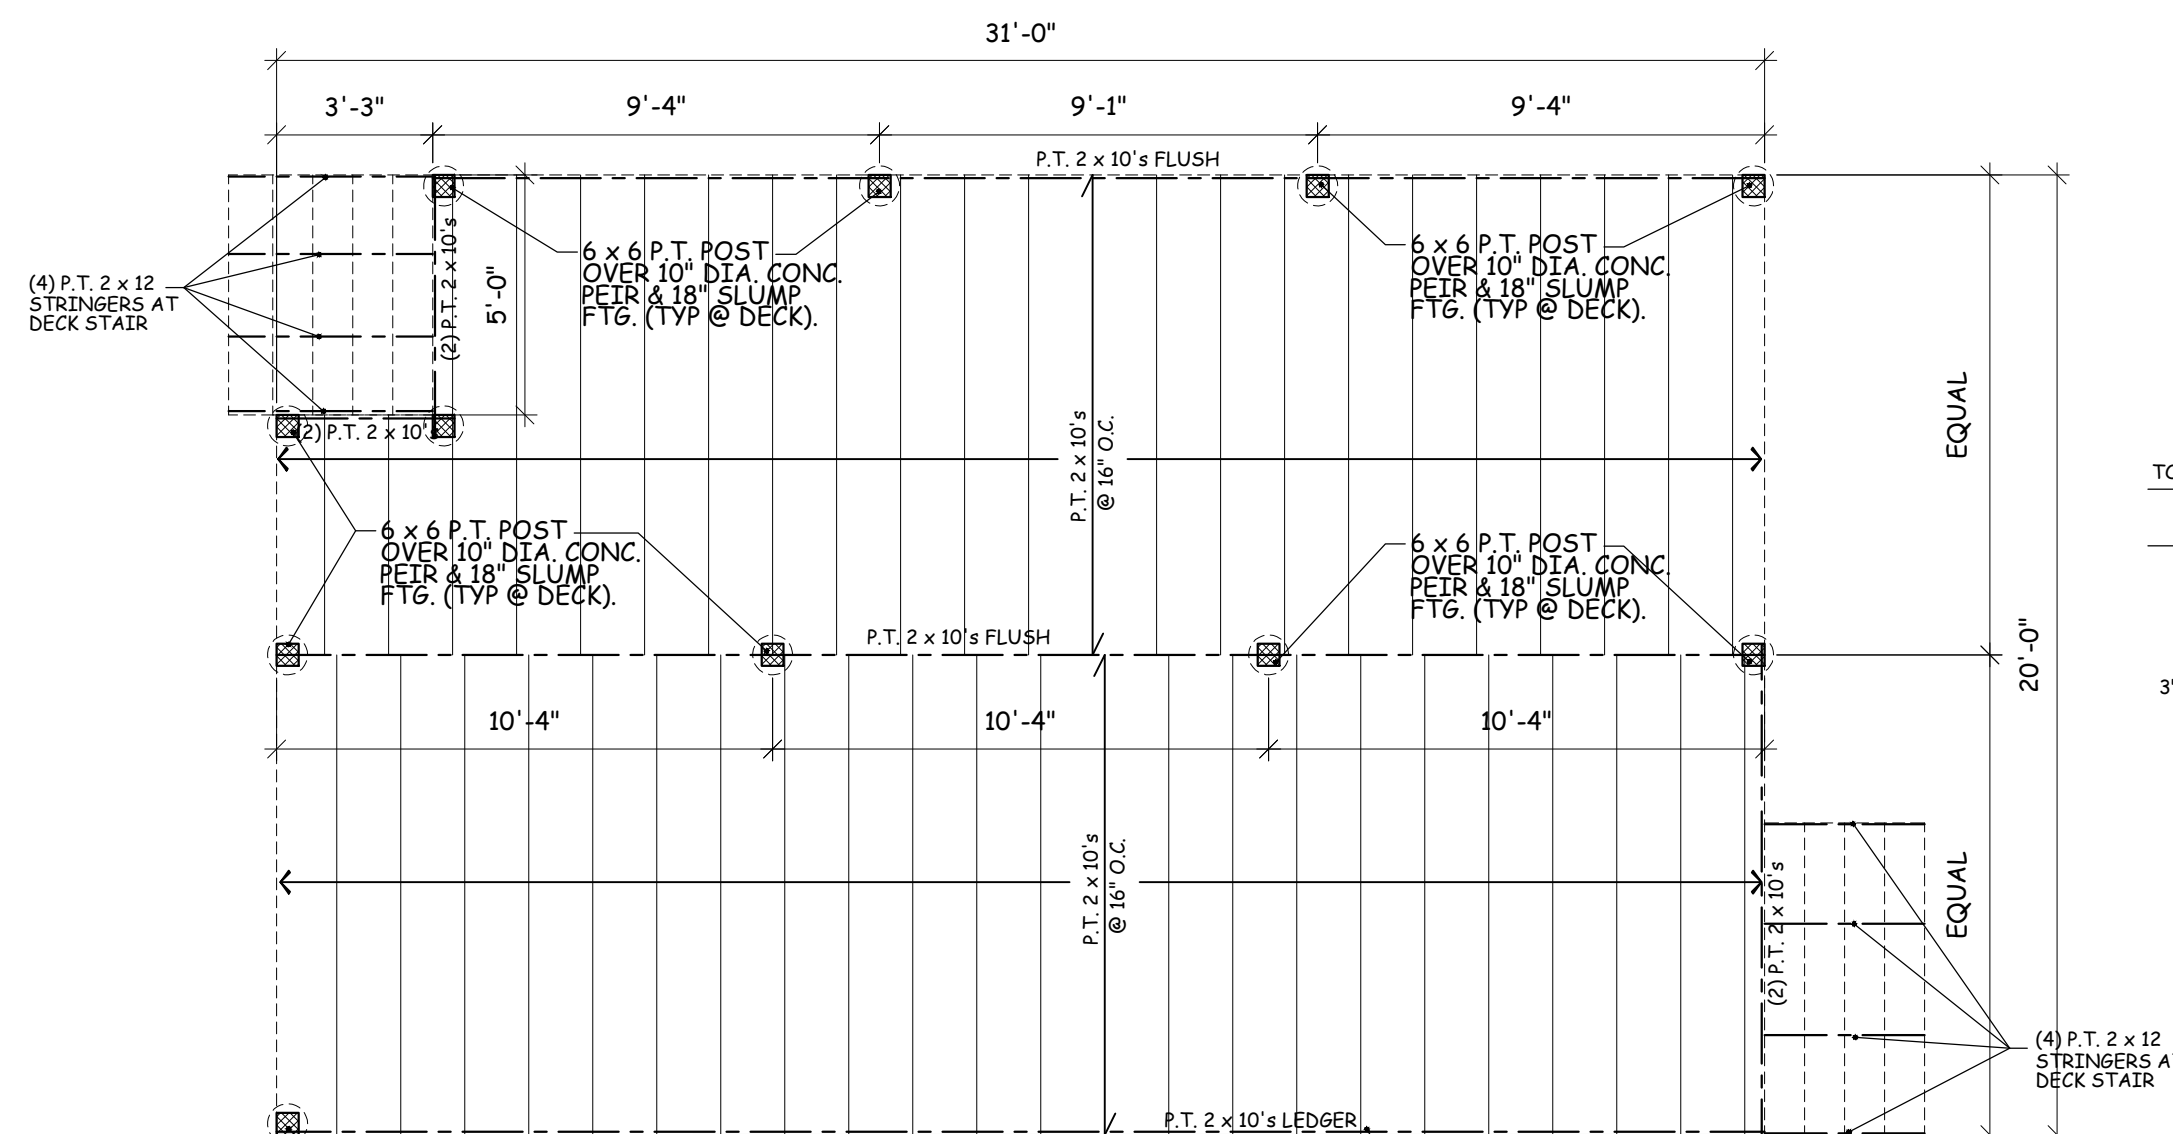 31'-0"
3'-3"
9'-4"
9'-1"
9'-4"
P.T. 2 x 10's FLUSH
(2) P.T. 2 x 10's
5'-0"
6 x 6 P.T. POST
OVER 10" DIA. CONC.
PEIR & 18" SLUMP
FTG. (TYP @ DECK).
6 x 6 P.T. POST
OVER 10" DIA. CONC.
PEIR & 18" SLUMP
FTG. (TYP @ DECK).
(4) P.T. 2 x 12
STRINGERS AT
DECK STAIR
(2) P.T. 2 x 10's
EQUAL
P.T. 2 x 10's
@ 16" O.C.
TO
6 x 6 P.T. POST
OVER 10" DIA. CONC.
PEIR & 18" SLUMP
FTG. (TYP @ DECK).
6 x 6 P.T. POST
OVER 10" DIA. CONC.
PEIR & 18" SLUMP
FTG. (TYP @ DECK).
P.T. 2 x 10's FLUSH
20'-0"
3'
10'-4"
10'-4"
10'-4"
P.T. 2 x 10's
@ 16" O.C.
(2) P.T. 2 x 10's
EQUAL
(4) P.T. 2 x 12
STRINGERS A
DECK STAIR
P.T. 2 x 10's LEDGER